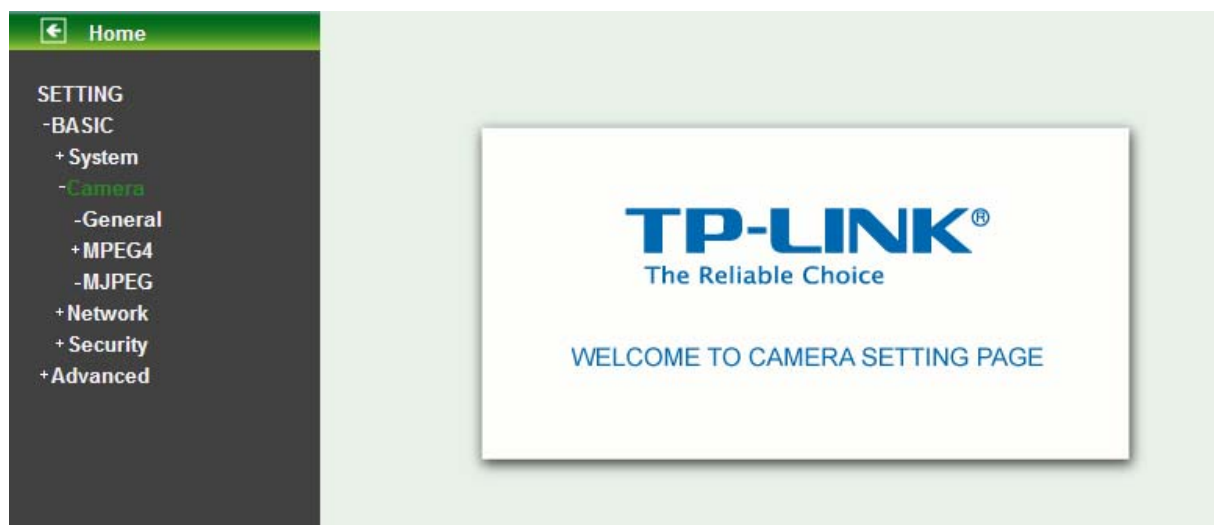 Home
SETTING
-BASIC
+System
-Camera
-General
+MPEG4
-MJPEG
+Network
+Security
+Advanced
TP-LINK®
The Reliable Choice
WELCOME TO CAMERA SETTING PAGE